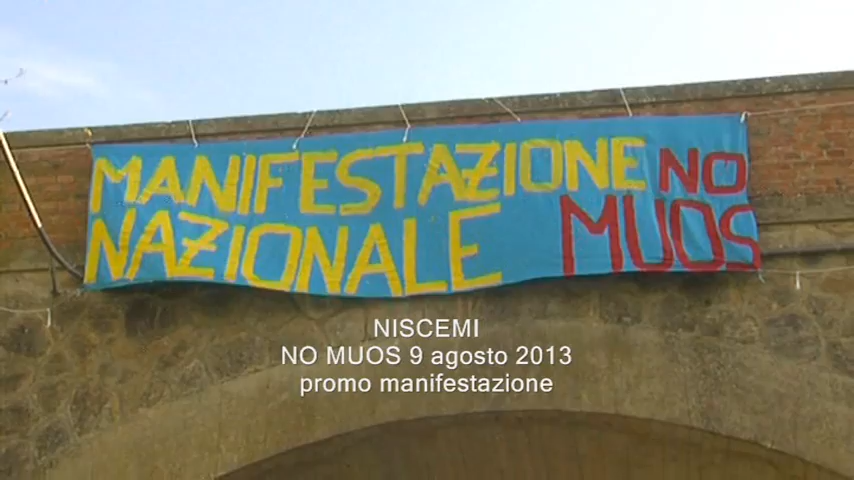 MANIFESTAZIONE NO
NAZIONALE MUOS
NISCEMI
NO MUOS 9 agosto 2013
promo manifestazione